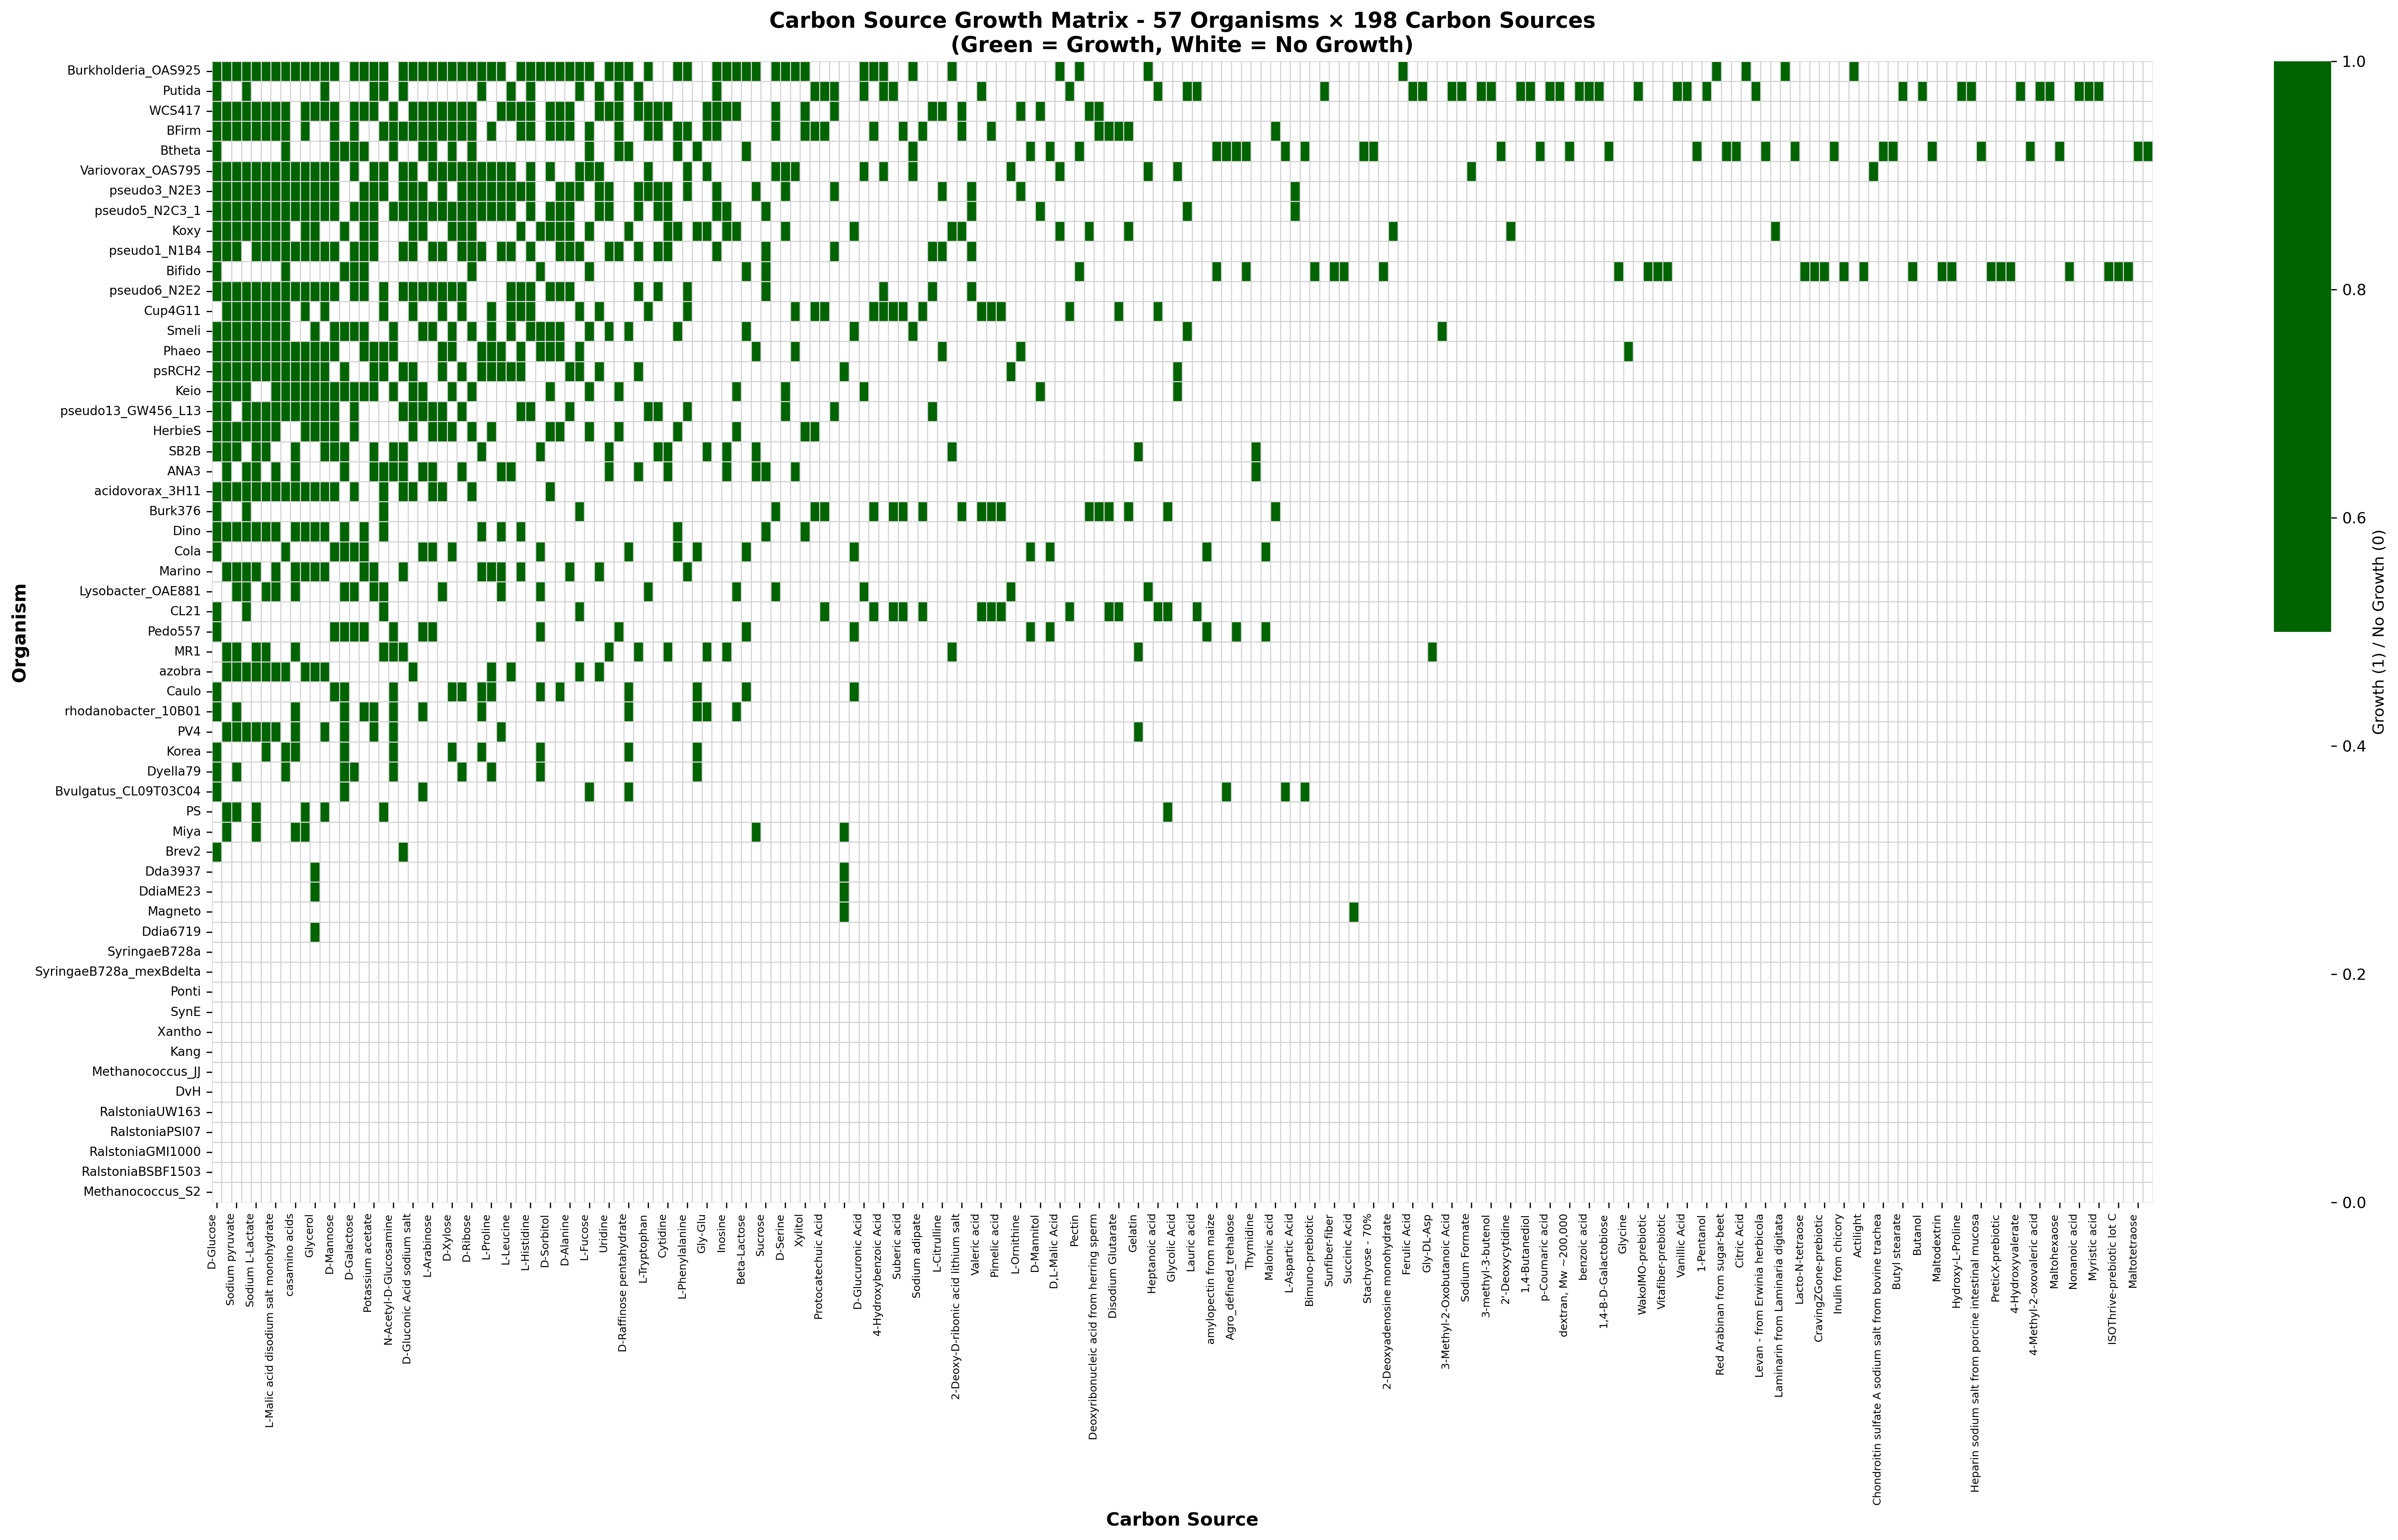 Carbon Source Growth Matrix - 57 Organisms × 198 Carbon Sources
(Green = Growth, White = No Growth)
Organism
Burkholderia_OAS925
Putida
WCS417
BFirm
Btheta
Variovorax_OAS795
pseudo3_N2E3
pseudo5_N2C3_1
Koxy
pseudo1_N1B4
Bifido
pseudo6_N2E2
Cup4G11
Smeli
Phaeo
psRCH2
Keio
pseudo13_GW456_L13
HerbieS
SB2B
ANA3
acidovorax_3H11
Burk376
Dino
Cola
Marino
Lysobacter_OAE881
CL21
Pedo557
MR1
azobra
Caulo
rhodanobacter_10B01
PV4
Korea
Dyella79
Bvulgatus_CL09T03C04
PS
Miya
Brev2
Dda3937
DdiaME23
Magneto
Ddia6719
SyringaeB728a
SyringaeB728a_mexBdelta
Ponti
SynE
Xantho
Kang
Methanococcus_JJ
DvH
RalstoniaUW163
RalstoniaPSI07
RalstoniaGMI1000
RalstoniaBSBF1503
Methanococcus_S2
D-Glucose
Sodium pyruvate
Sodium L-Lactate
L-Malic acid disodium salt monohydrate
casamino acids
Glycerol
D-Mannose
D-Galactose
Potassium acetate
N-Acetyl-D-Glucosamine
D-Gluconic Acid sodium salt
L-Arabinose
D-Xylose
D-Ribose
L-Proline
L-Leucine
L-Histidine
D-Sorbitol
D-Alanine
L-Fucose
Uridine
D-Raffinose pentahydrate
L-Tryptophan
Cytidine
L-Phenylalanine
Gly-Glu
Inosine
Beta-Lactose
Sucrose
D-Serine
Xylitol
Protocatechuic Acid
D-Glucuronic Acid
4-Hydroxybenzoic Acid
Suberic acid
Sodium adipate
L-Citrulline
2-Deoxy-D-ribonic acid lithium salt
Valeric acid
Pimelic acid
L-Ornithine
D-Mannitol
D,L-Malic Acid
Pectin
Deoxyribonucleic acid from herring sperm
Disodium Glutarate
Gelatin
Heptanoic acid
Glycolic Acid
Lauric acid
amylopectin from maize
Agro_defined_trehalose
Thymidine
Malonic acid
L-Aspartic Acid
Bimuno-prebiotic
Sunfiber-fiber
Succinic Acid
Stachyose - 70%
2-Deoxyadenosine monohydrate
Ferulic Acid
Gly-DL-Asp
3-Methyl-2-Oxobutanoic Acid
Sodium Formate
3-methyl-3-butenol
2'-Deoxycytidine
1,4-Butanediol
p-Coumaric acid
dextran, Mw ~200,000
benzoic acid
1,4-B-D-Galactobiose
Glycine
WakoIMO-prebiotic
Vitafiber-prebiotic
Vanillic Acid
1-Pentanol
Red Arabinan from sugar-beet
Citric Acid
Levan - from Erwinia herbicola
Laminarin from Laminaria digitata
Lacto-N-tetraose
CravingZGone-prebiotic
Inulin from chicory
Actilight
Chondroitin sulfate A sodium salt from bovine trachea
Butyl stearate
Butanol
Maltodextrin
Hydroxy-L-Proline
Heparin sodium salt from porcine intestinal mucosa
PreticX-prebiotic
4-Hydroxyvalerate
4-Methyl-2-oxovaleric acid
Maltohexaose
Nonanoic acid
Myristic acid
ISOThrive-prebiotic lot C
Maltotetraose
Carbon Source
1.0
0.8
0.6
0.4
0.2
0.0
Growth (1) / No Growth (0)